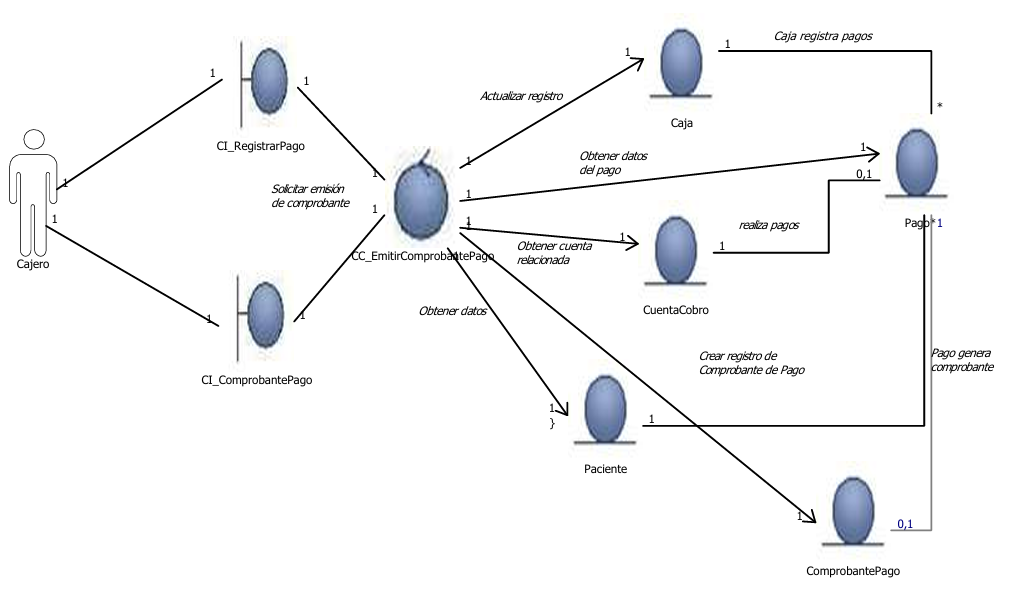 Caja registra pagos
1
1
*
1
1
Actualizar registro
Caja
CI_RegistrarPago
1
1
Obtener datos
del pago
1
1
0,1
1
Solicitar emisión
de comprobante
1
1
1
1
Pago
*
1
realiza pagos
Cajero
CC_EmitirComprobantePago
Obtener cuenta
relacionada
1
1
CuentaCobro
1
1
Obtener datos
CI_ComprobantePago
Crear registro de
Comprobante de Pago
Pago genera
comprobante
1
}
1
Paciente
1
0,1
ComprobantePago